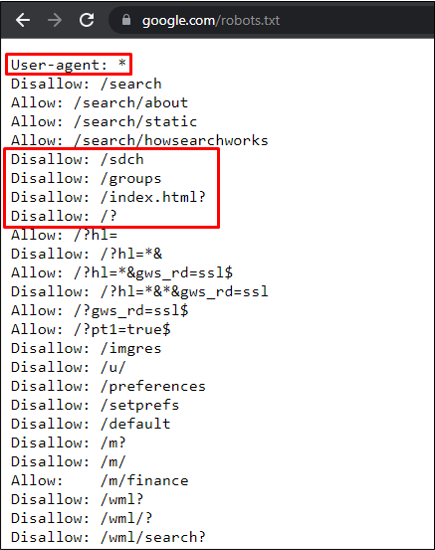 google.com/robots.txt
User-agent: *
Disallow: /search
Allow: /search/about
Allow: /search/static
Allow: /search/howsearchworks
Disallow: /sdch
Disallow: /groups
Disallow: /index.html?
Disallow: /?
Allow: /?hl=
Disallow: /?hl=*&
Allow: /?hl=*&gws_rd=ssl$
Disallow: /?hl=*&*&gws_rd=ssl
Allow: /?gws_rd=ssl$
Allow: /?pt1=true$
Disallow: /imgres
Disallow: /u/
Disallow: /preferences
Disallow: /setprefs
Disallow: /default
Disallow: /m?
Disallow: /m/
Allow:    /m/finance
Disallow: /wml?
Disallow: /wml/?
Disallow: /wml/search?